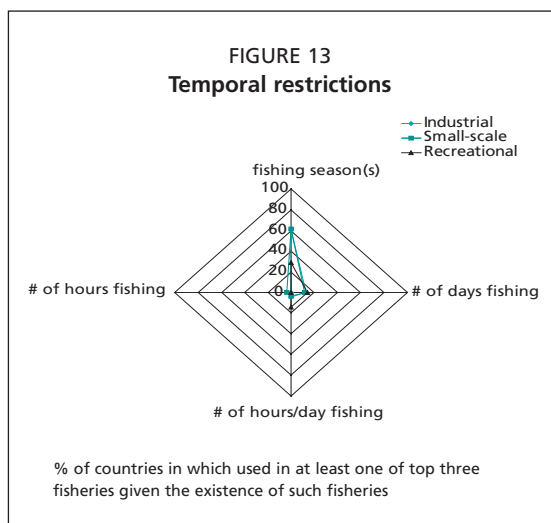 FIGURE 13
Temporal restrictions
Industrial
Small-scale
Recreational
fishing season(s)
100
80
60
40
20
0
# of hours fishing
# of days fishing
# of hours/day fishing
% of countries in which used in at least one of top three
fisheries given the existence of such fisheries